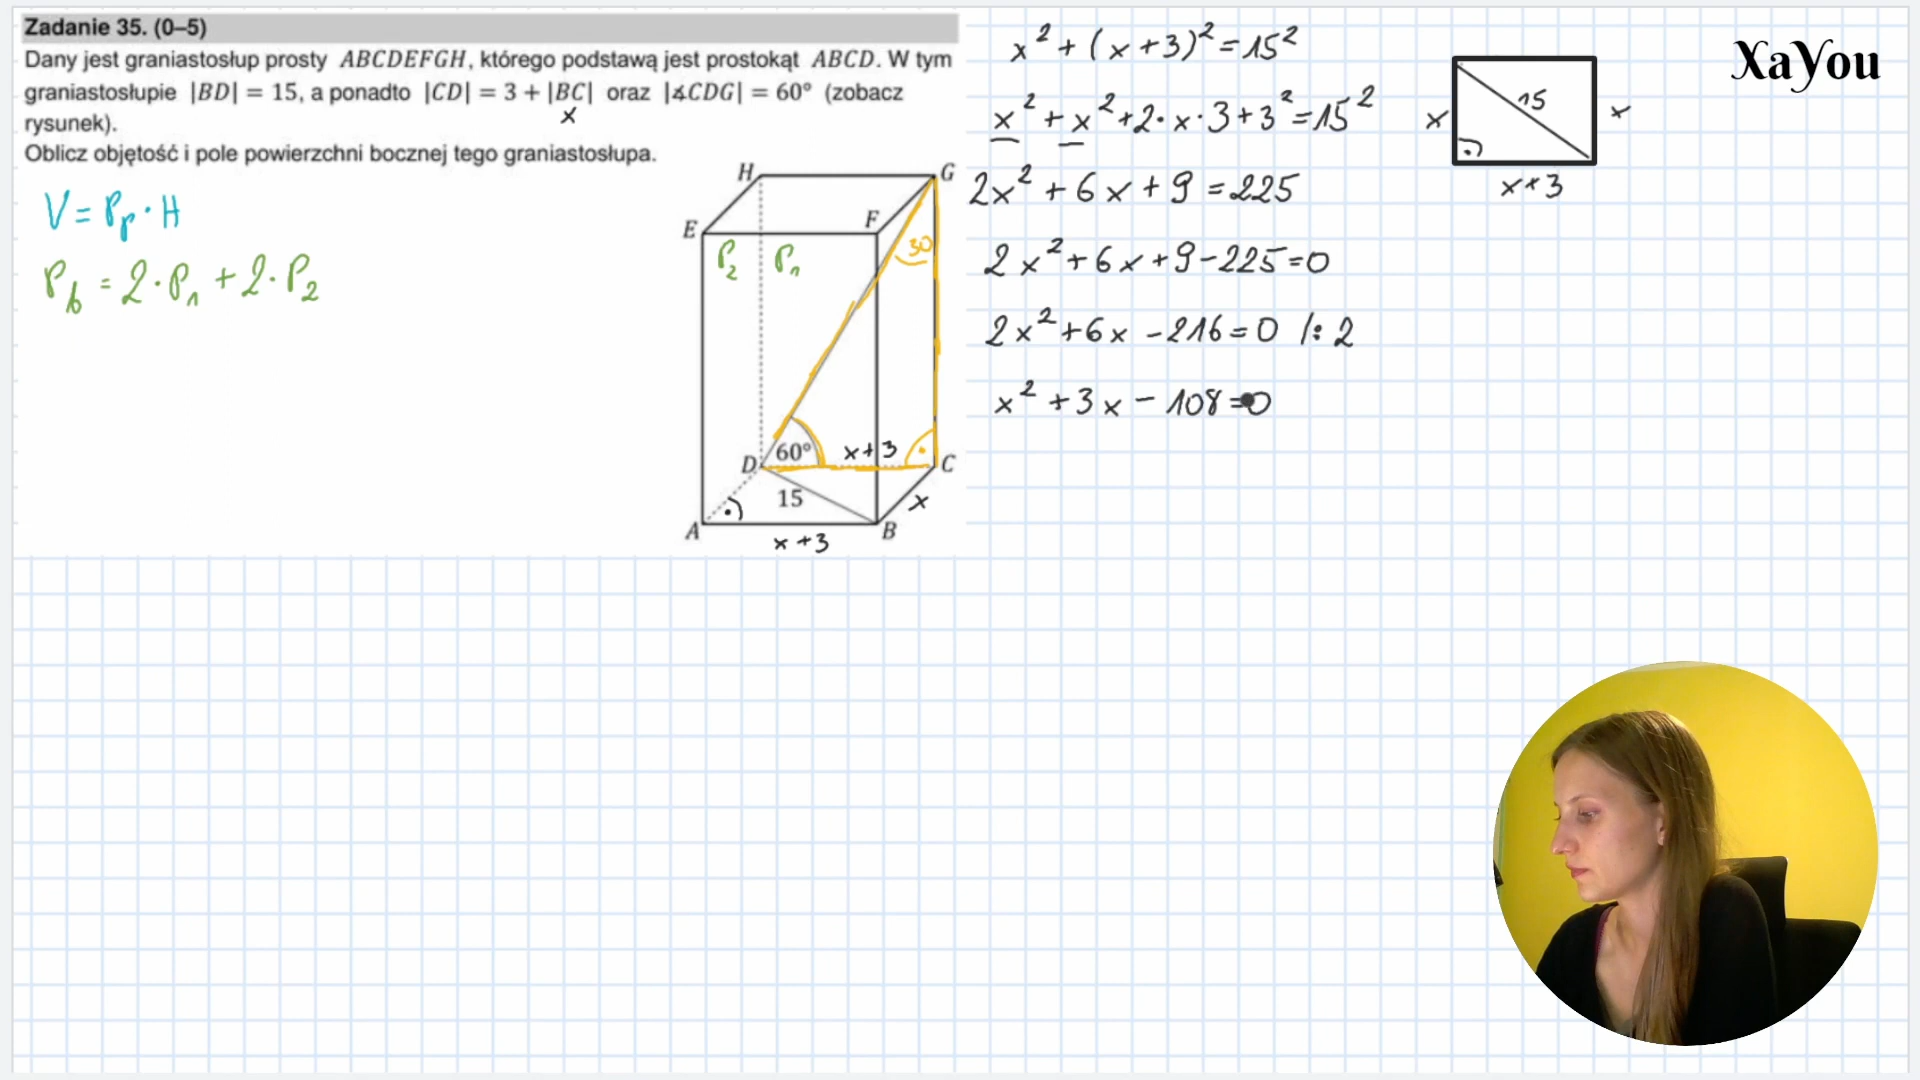 Zadanie 35. (0–5)
Dany jest graniastosłup prosty ABCDEFGH, którego podstawą jest prostokąt ABCD. W tym
graniastosłupie |BD| = 15, a ponadto |CD| = 3 + |BC| oraz |∡CDG| = 60° (zobacz
x
rysunek).
Oblicz objętość i pole powierzchni bocznej tego graniastosłupa.
V = Pp · H
Pb = 2 · P₁ + 2 · P₂
H
G
E
F
P₂
P₁
30
D
60°
x+3
C
15
x
A
B
x+3
x² + (x+3)² = 15²
x² + x² + 2·x·3 + 3² = 15²
2x² + 6x + 9 = 225
2x² + 6x + 9 - 225 = 0
2x² + 6x - 216 = 0 /: 2
x² + 3x - 108 = 0
x
15
x
x+3
XaYou